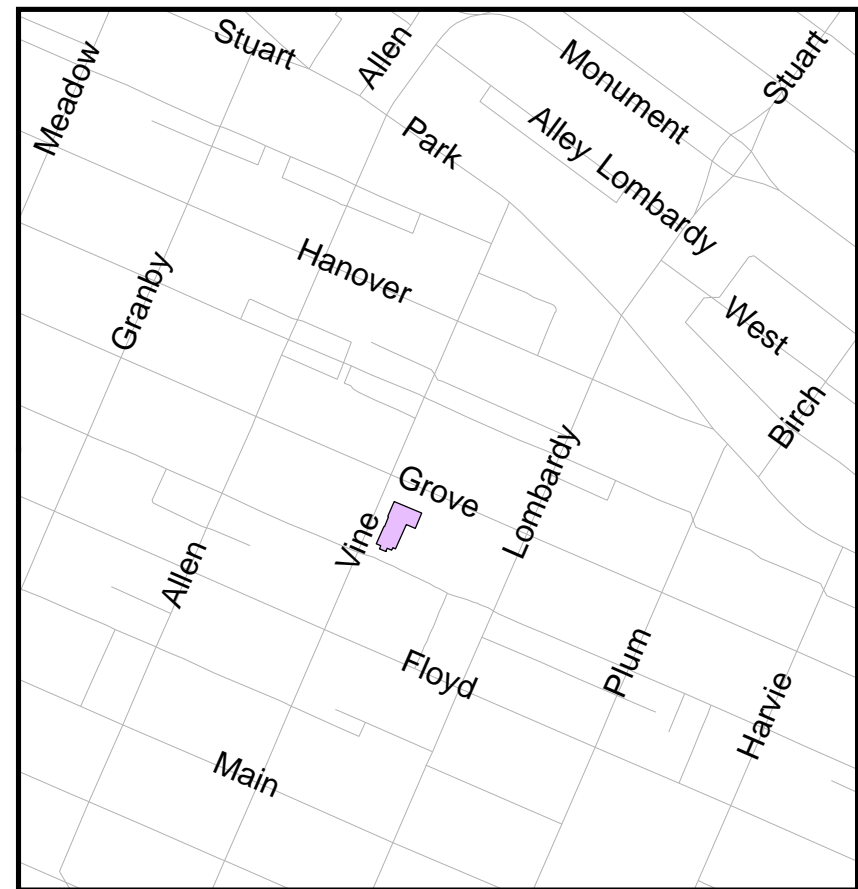 Stuart
Allen
Meadow
Monument
Stuart
Park
Alley
Lombardy
Granby
Hanover
West
Birch
Lombardy
Grove
Vine
Allen
Floyd
Plum
Harvie
Main